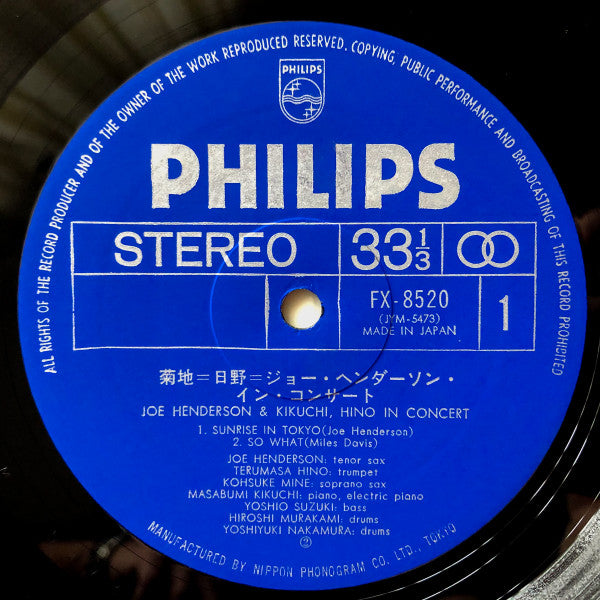 ALL RIGHTS OF THE RECORD PRODUCER AND OF THE OWNER OF THE WORK REPRODUCED RESERVED. COPYING, PUBLIC PERFORMANCE AND BROADCASTING OF THIS RECORD PROHIBITED
PHILIPS
PHILIPS
STEREO
33 1/3
FX-8520
(JYM-5473)
MADE IN JAPAN
1
菊地=日野=ジョー・ヘンダーソン・
イン・コンサート
JOE HENDERSON & KIKUCHI, HINO IN CONCERT
1. SUNRISE IN TOKYO(Joe Henderson)
2. SO WHAT(Miles Davis)
JOE HENDERSON: tenor sax
TERUMASA HINO: trumpet
KOHSUKE MINE: soprano sax
MASABUMI KIKUCHI: piano, electric piano
YOSHIO SUZUKI: bass
HIROSHI MURAKAMI: drums
YOSHIYUKI NAKAMURA: drums
②
MANUFACTURED BY NIPPON PHONOGRAM CO. LTD., TOKYO